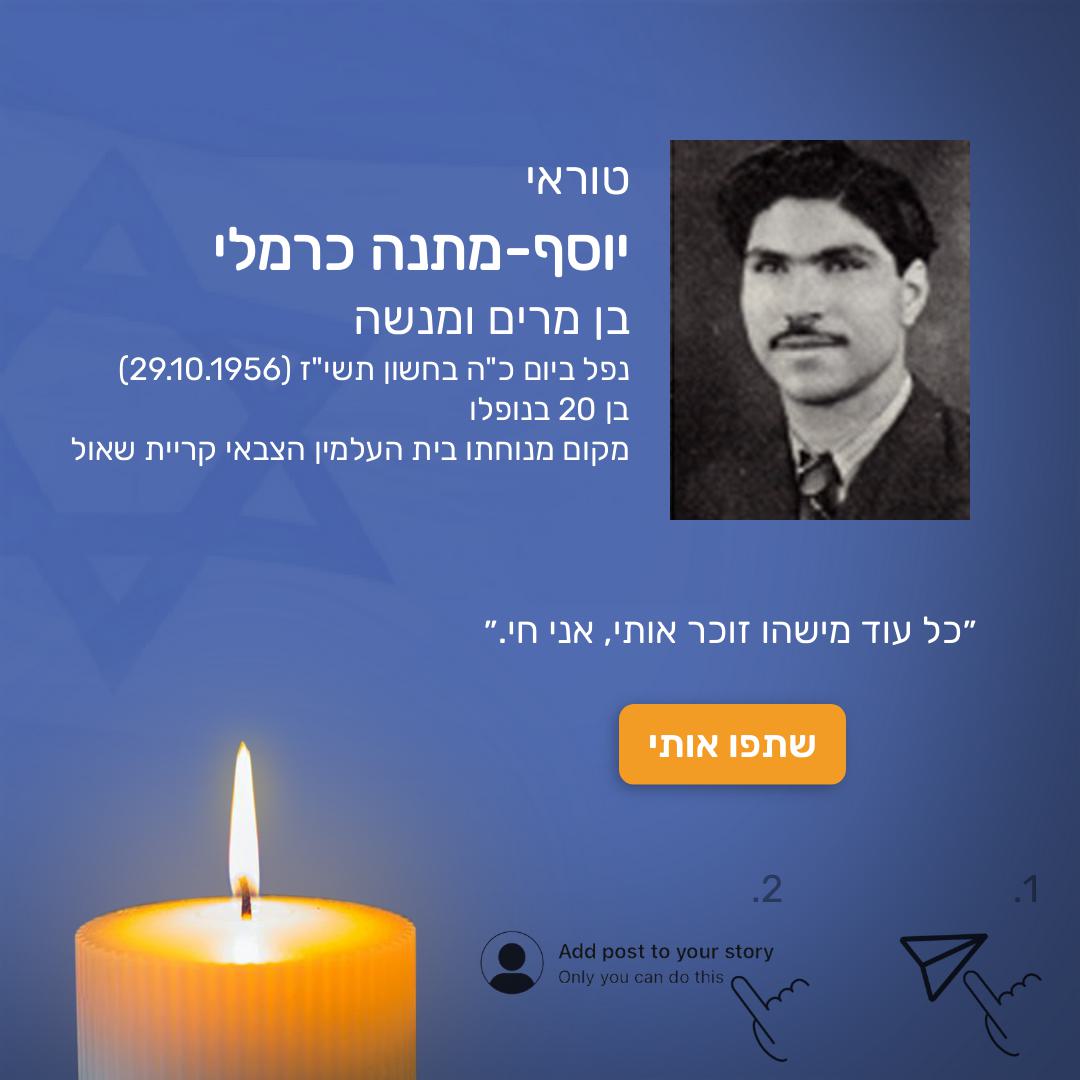 טוראי
יוסף-מתנה כרמלי
בן מרים ומנשה
נפל ביום כ"ה בחשון תשי"ז (29.10.1956)
בן 20 בנופלו
מקום מנוחתו בית העלמין הצבאי קריית שאול
״כל עוד מישהו זוכר אותי, אני חי.״
שתפו אותי
.1
.2
Add post to your story
Only you can do this